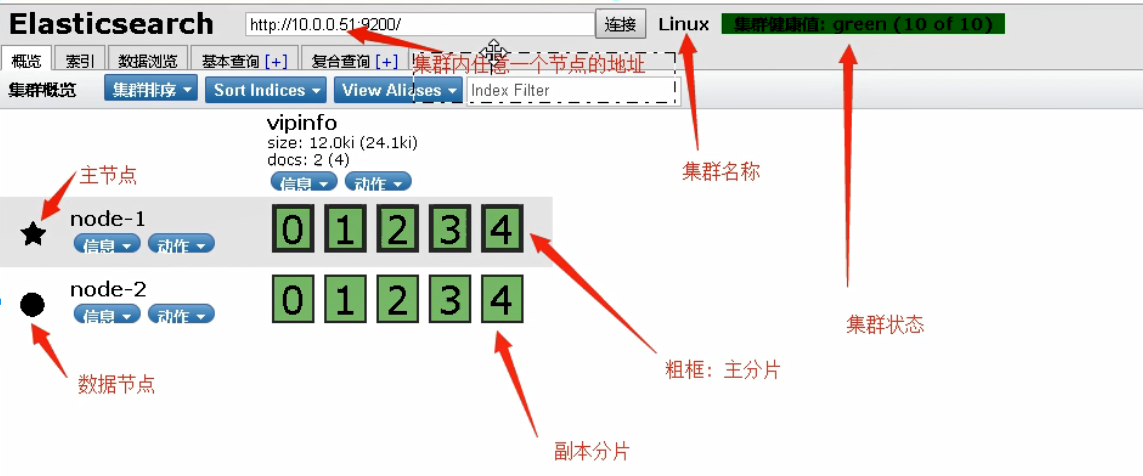 Elasticsearch http://10.0.0.51:9200/ 连接 Linux 集群健康值: green (10 of 10)
概览 索引 数据浏览 基本查询 [+] 复合查询 [+] 集群内任意一个节点的地址
集群概览 集群排序 Sort Indices View Aliases Index Filter
vipinfo
size: 12.0ki (24.1ki)
docs: 2 (4)
信息 动作
主节点
集群名称
node-1
信息 动作
0 1 2 3 4
node-2
信息 动作
0 1 2 3 4
集群状态
粗框：主分片
数据节点
副本分片